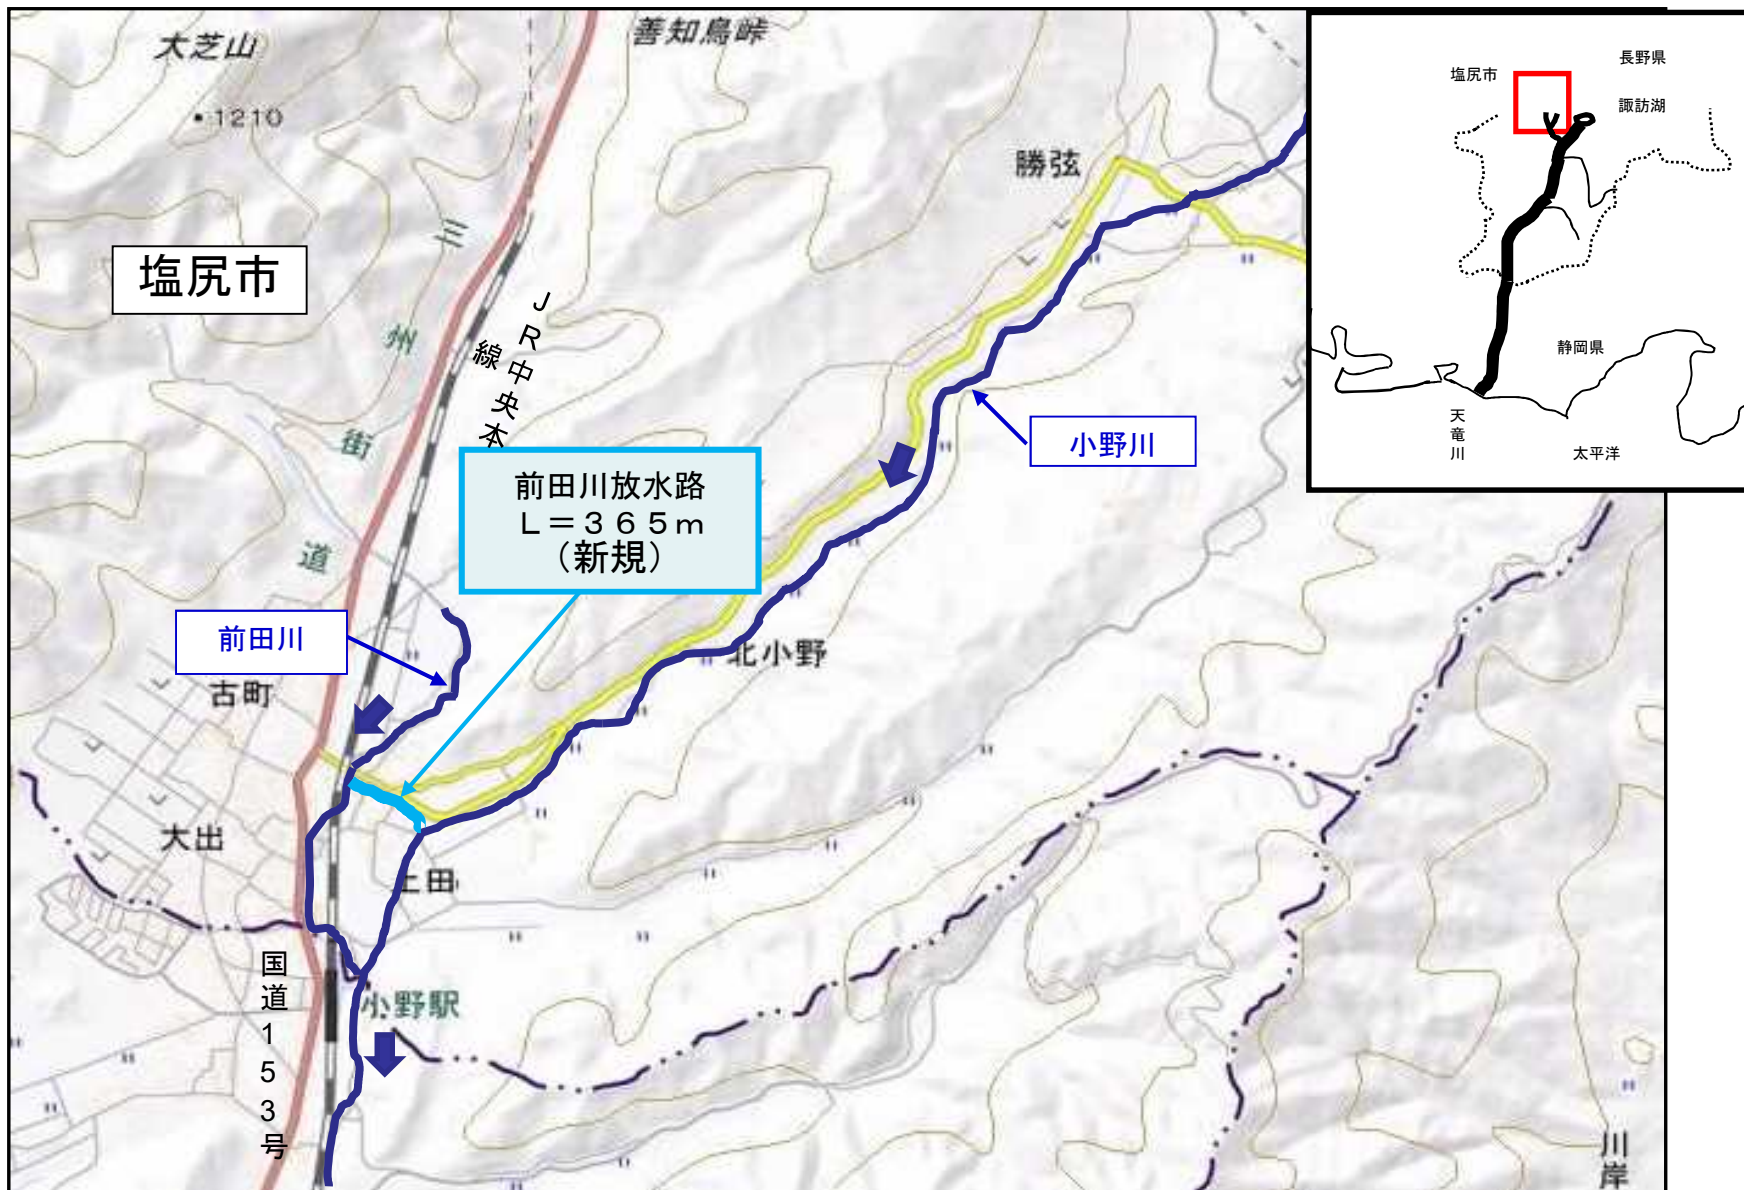 大芝山
・1210
善知鳥峠
塩尻市
三州街道
JR中央本線
勝弦
小野川
前田川放水路
L=365m
(新規)
前田川
古町
北小野
大出
上田
小野駅
国道153号
川岸
長野県
塩尻市
諏訪湖
静岡県
天竜川
太平洋